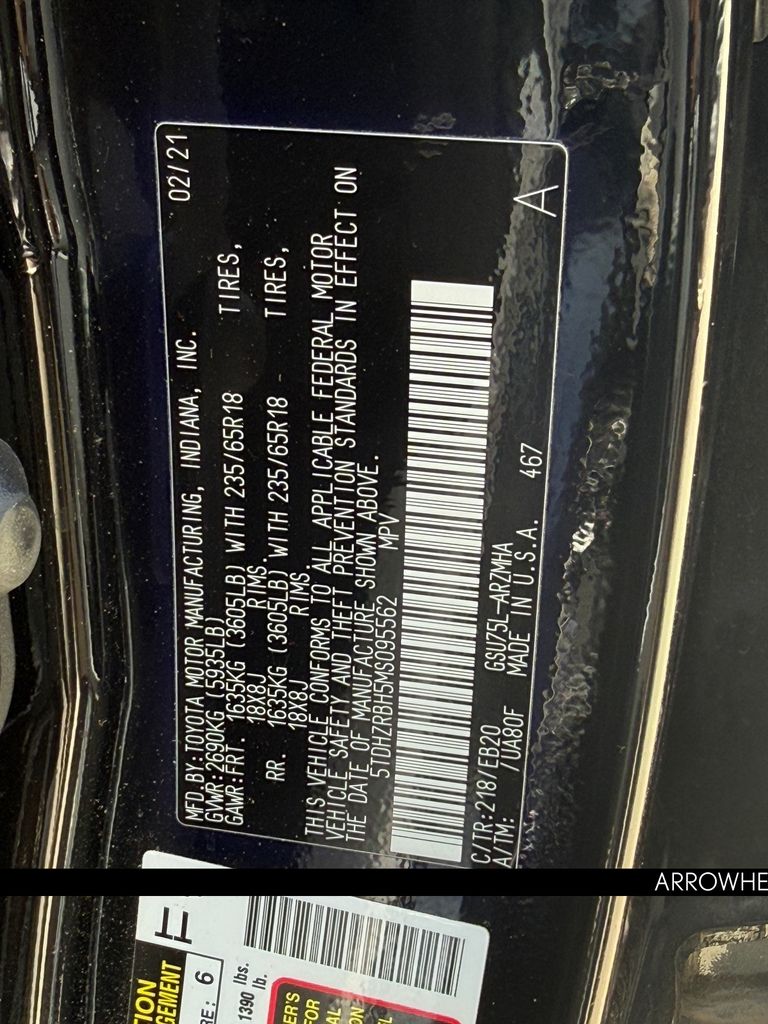 MFD.BY: TOYOTA MOTOR MANUFACTURING, INDIANA, INC. 02/21
GVWR:2690KG (5935LB)
GAWR:FRT. 1635KG (3605LB) WITH 235/65R18 TIRES,
18X8J RIMS.
RR. 1635KG (3605LB) WITH 235/65R18 TIRES,
18X8J RIMS.
THIS VEHICLE CONFORMS TO ALL APPLICABLE FEDERAL MOTOR
VEHICLE SAFETY AND THEFT PREVENTION STANDARDS IN EFFECT ON
THE DATE OF MANUFACTURE SHOWN ABOVE.
5TDHZRBH5MS095562 MPV
C/TR:218/EB20 GSU75L-ARZMHA
A/TM: /UA80F MADE IN U.S.A. 467
A
ARROWHE
6
1390 lbs.
lb.
FOR